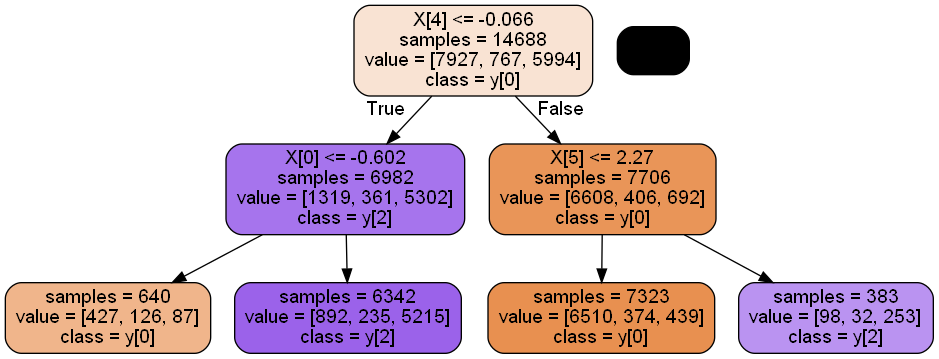 X[4] <= -0.066
samples = 14688
value = [7927, 767, 5994]
class = y[0]
True
False
X[0] <= -0.602
samples = 6982
value = [1319, 361, 5302]
class = y[2]
X[5] <= 2.27
samples = 7706
value = [6608, 406, 692]
class = y[0]
samples = 640
value = [427, 126, 87]
class = y[0]
samples = 6342
value = [892, 235, 5215]
class = y[2]
samples = 7323
value = [6510, 374, 439]
class = y[0]
samples = 383
value = [98, 32, 253]
class = y[2]